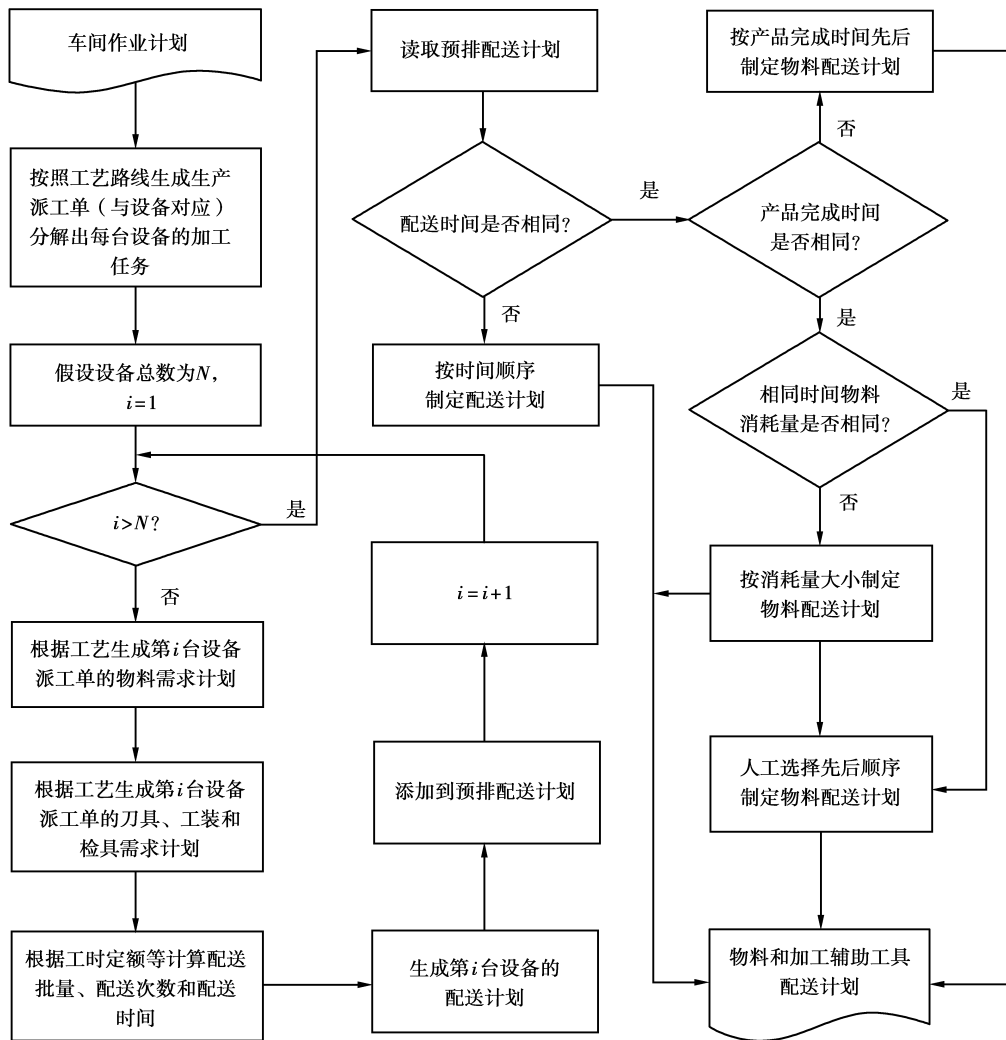 车间作业计划
按照工艺路线生成生产
派工单（与设备对应）
分解出每台设备的加工
任务
假设设备总数为N，
i=1
i>N？
是
否
根据工艺生成第i台设备
派工单的物料需求计划
根据工艺生成第i台设备
派工单的刀具、工装和
检具需求计划
根据工时定额等计算配送
批量、配送次数和配送
时间
生成第i台设备的
配送计划
添加到预排配送计划
i=i+1
读取预排配送计划
配送时间是否相同？
是
否
按时间顺序
制定配送计划
产品完成时间
是否相同？
否
按产品完成时间先后
制定物料配送计划
是
相同时间物料
消耗量是否相同？
是
否
按消耗量大小制定
物料配送计划
人工选择先后顺序
制定物料配送计划
物料和加工辅助工具
配送计划